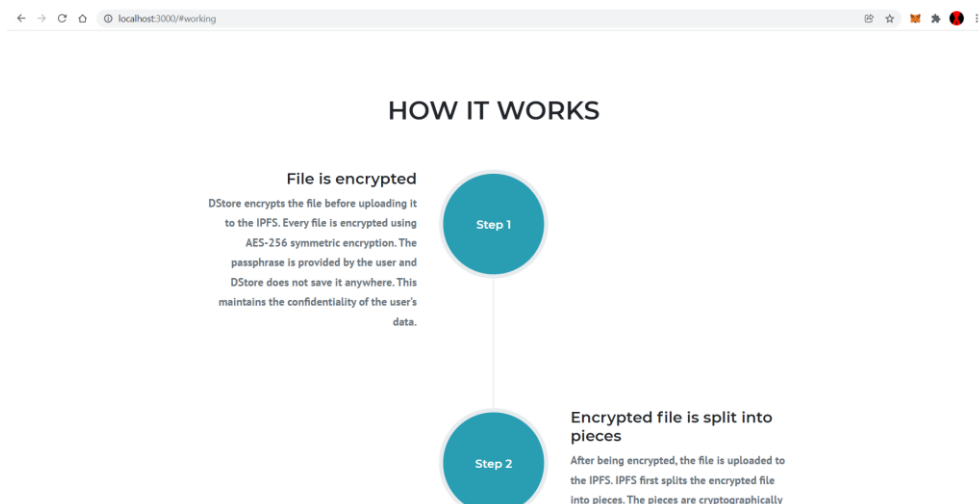 localhost:3000/#working
HOW IT WORKS
File is encrypted
DStore encrypts the file before uploading it
to the IPFS. Every file is encrypted using
AES-256 symmetric encryption. The
passphrase is provided by the user and
DStore does not save it anywhere. This
maintains the confidentiality of the user's
data.
Step 1
Encrypted file is split into
pieces
After being encrypted, the file is uploaded to
the IPFS. IPFS first splits the encrypted file
into pieces. The pieces are cryptographically
Step 2